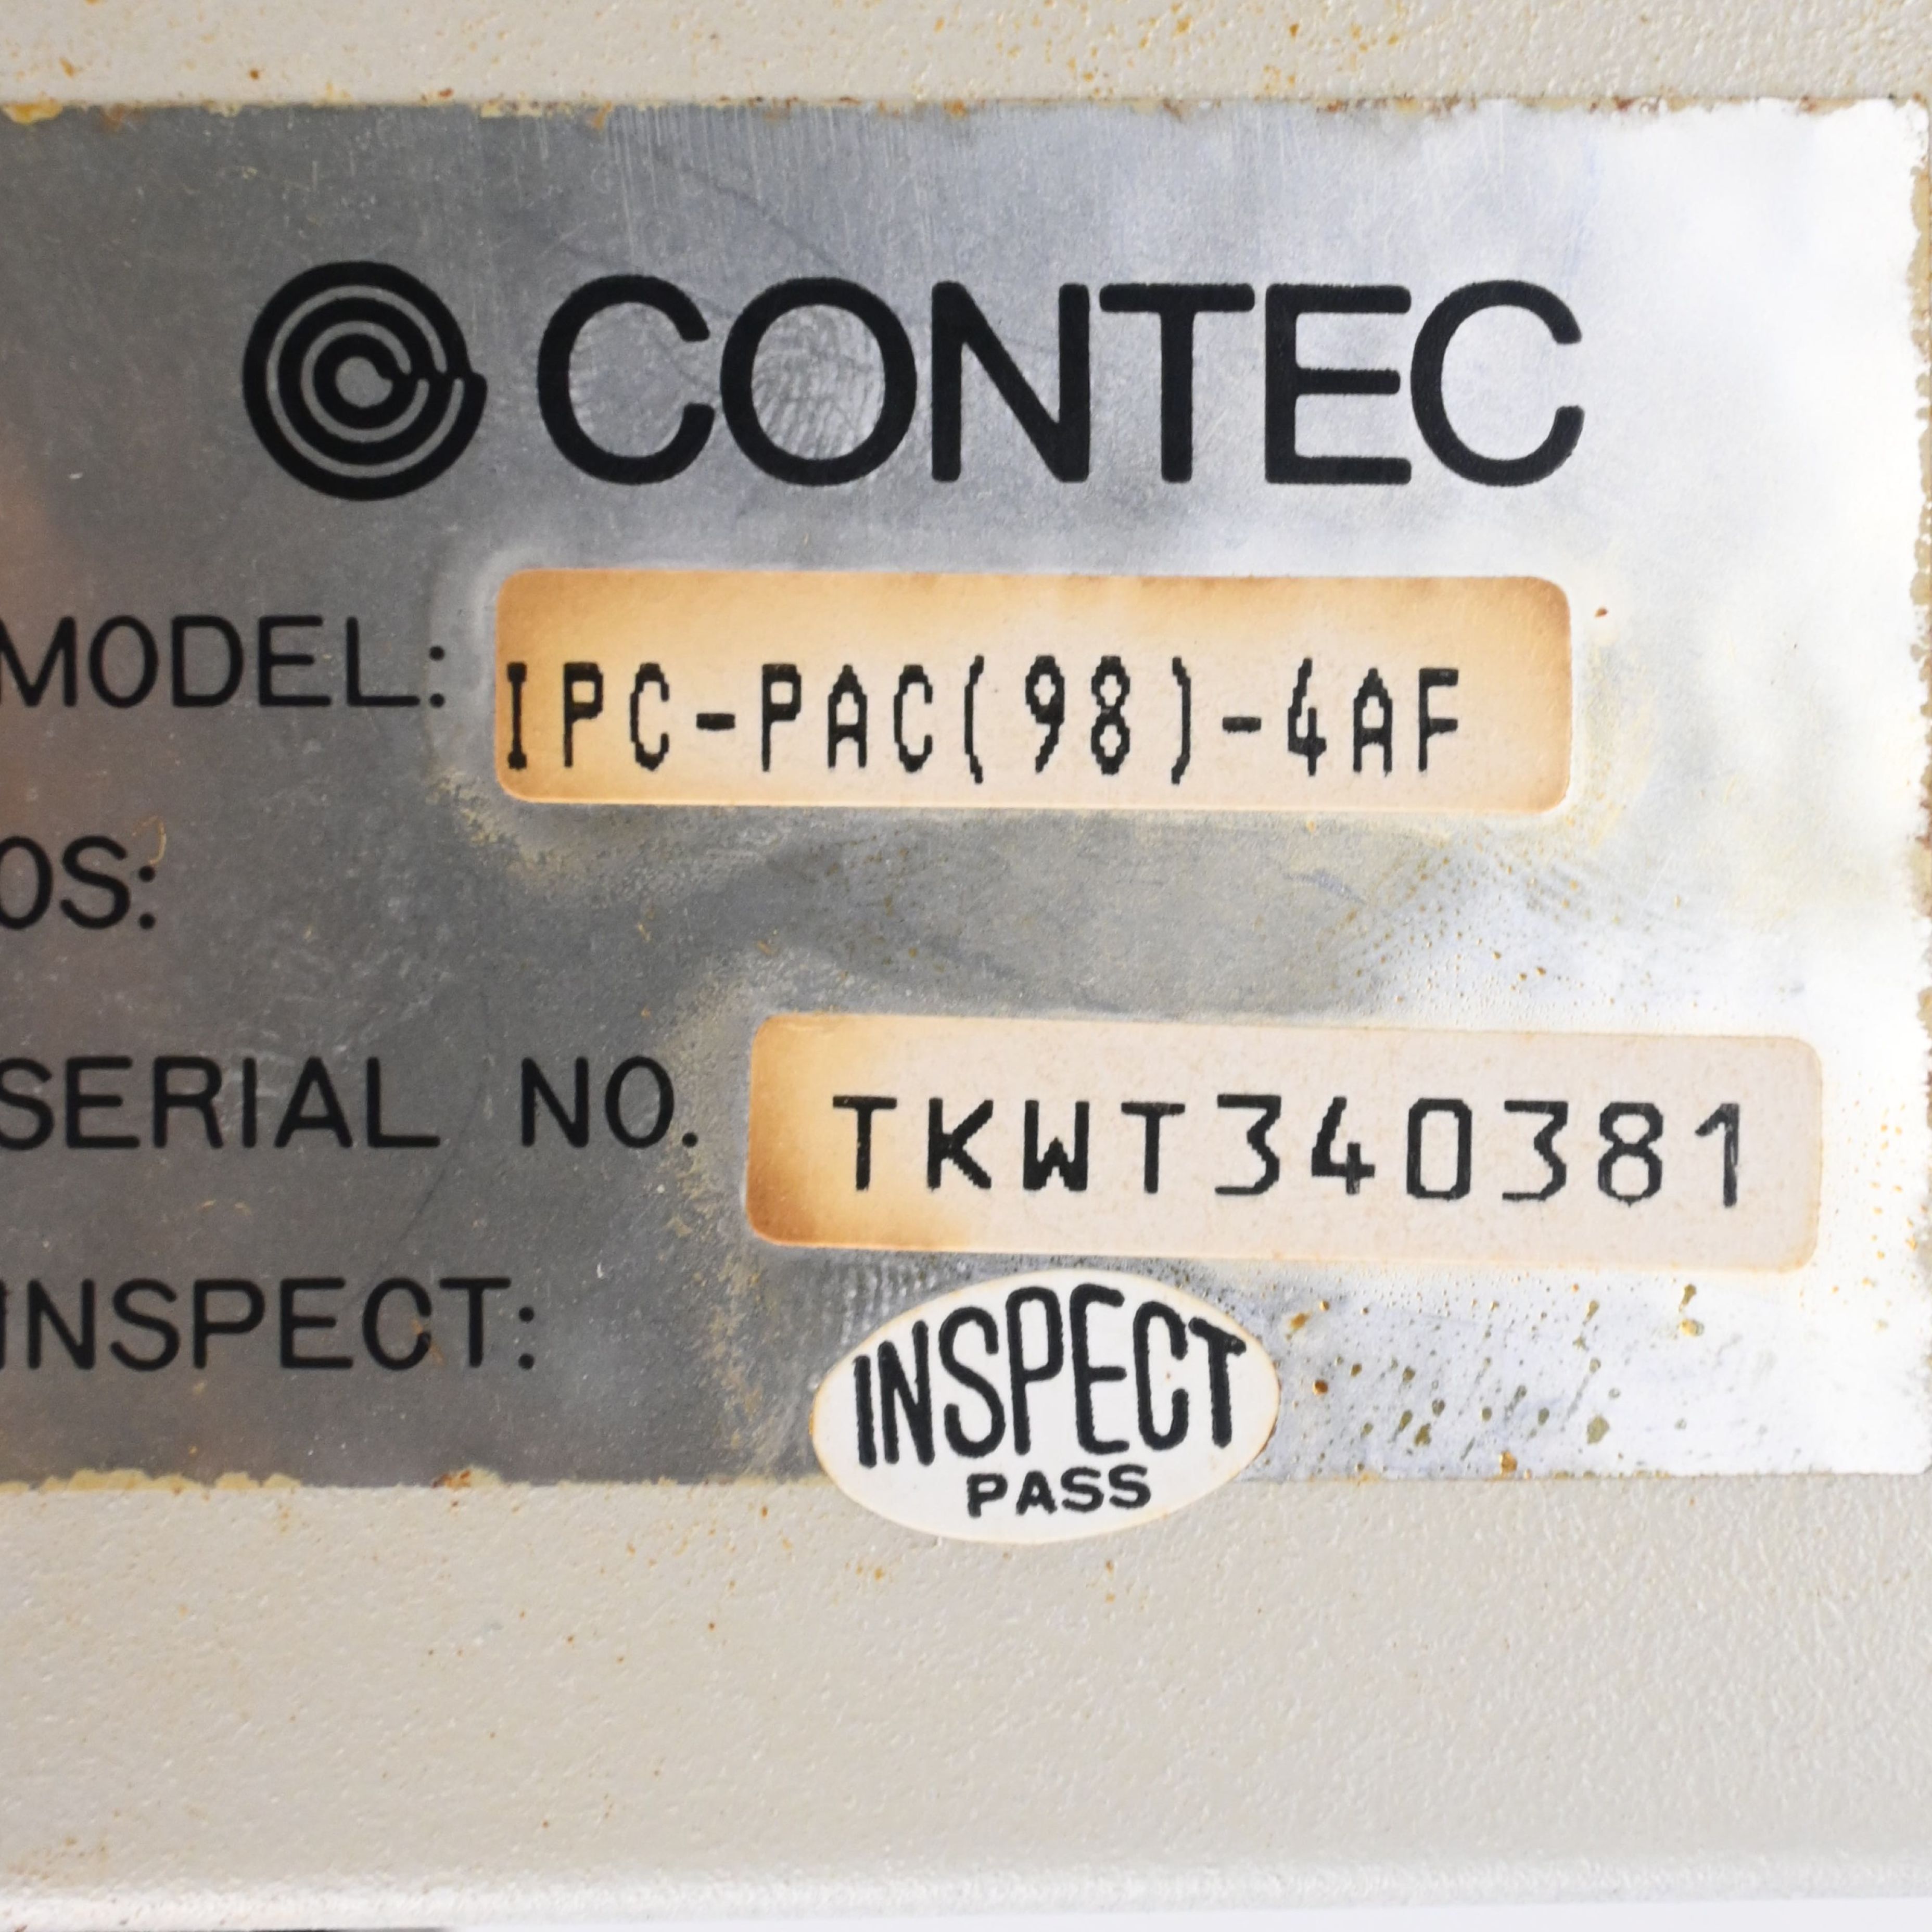 CONTEC
MODEL: IPC-PAC(98)-4AF
OS:
SERIAL NO. TKWT340381
INSPECT: INSPECT
PASS